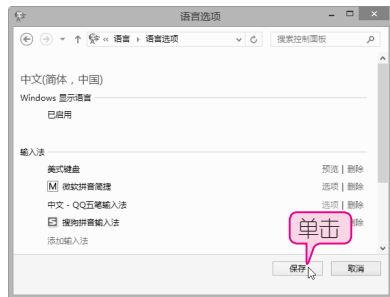 语言选项
« 语言 › 语言选项
搜索控制面板
中文(简体，中国)
Windows 显示语言
已启用
输入法
美式键盘 预览 | 删除
M 微软拼音简捷 选项 | 删除
中文 - QQ五笔输入法 选项 | 删除
搜狗拼音输入法 删除
添加输入法
单击
保存 取消